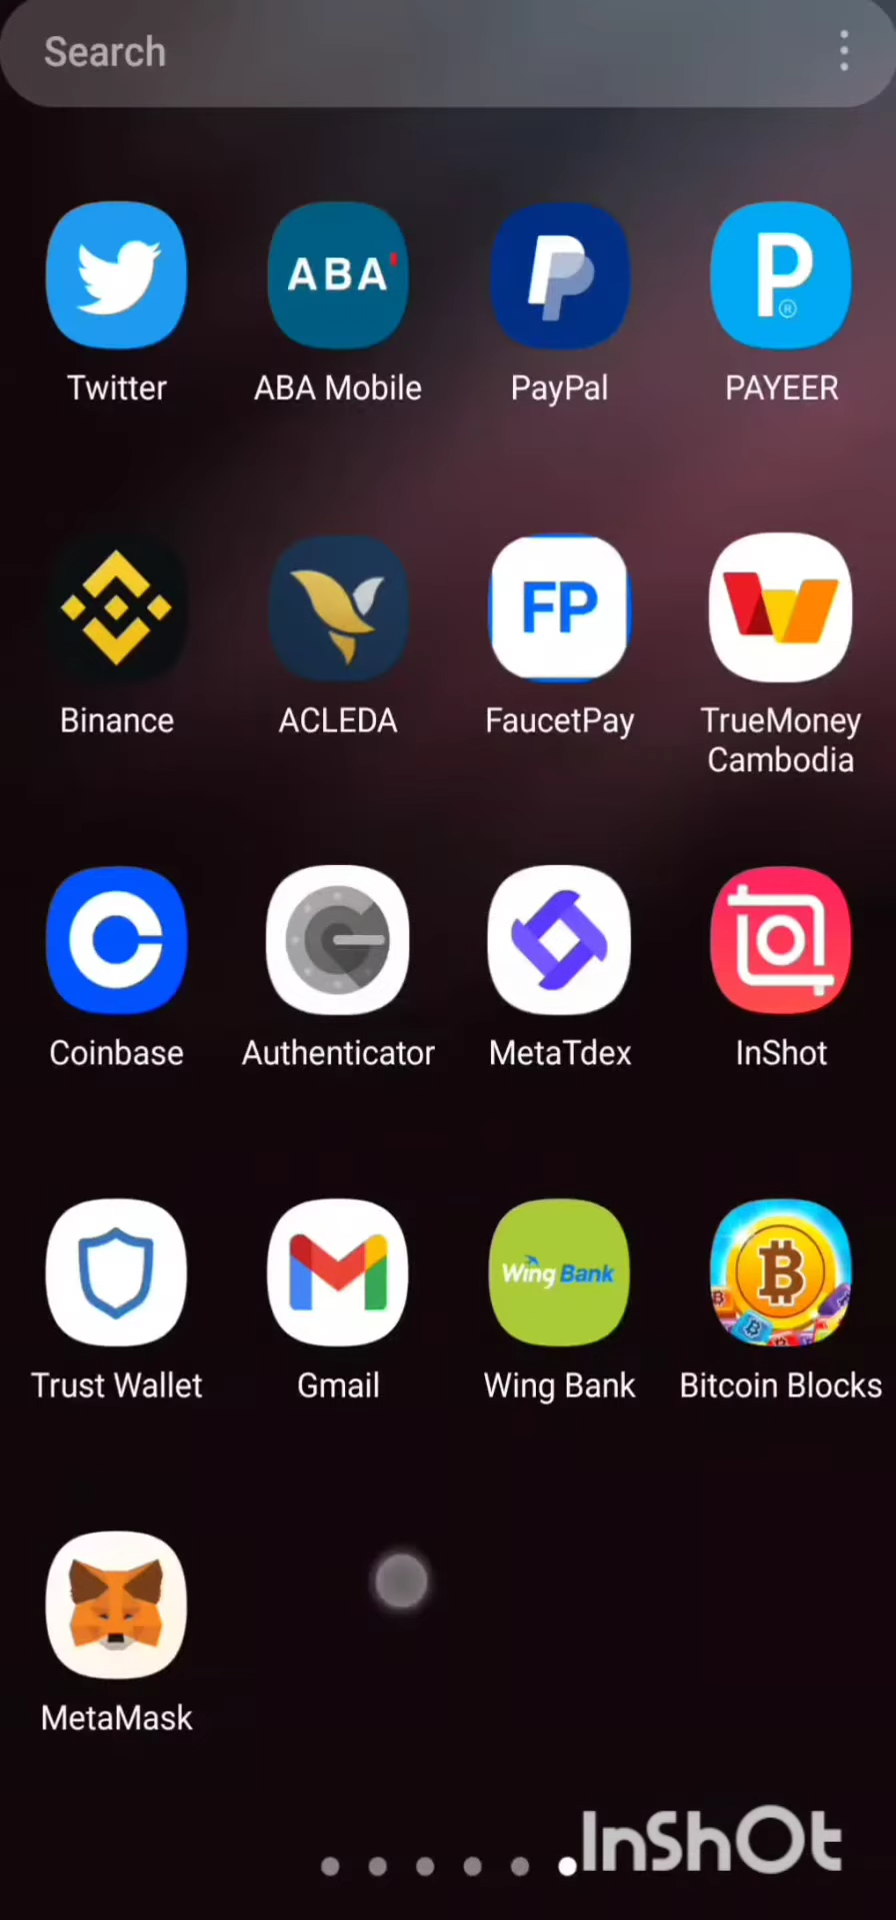 Search
ABA'
P
P
®
Twitter
ABA Mobile
PayPal
PAYEER
FP
Binance
ACLEDA
FaucetPay
TrueMoney
Cambodia
Coinbase
Authenticator
MetaTdex
InShot
Wing Bank
Trust Wallet
Gmail
Wing Bank
Bitcoin Blocks
MetaMask
InShOt